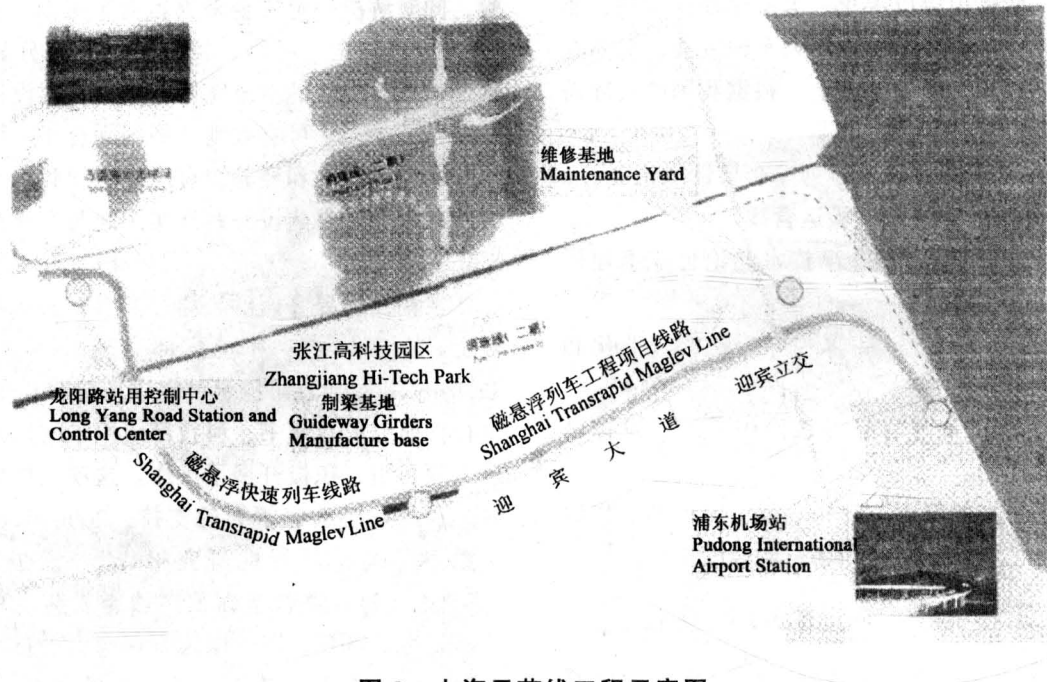 维修基地
Maintenance Yard
张江高科技园区
Zhangjiang Hi-Tech Park
制梁基地
Guideway Girders
Manufacture base
龙阳路站用控制中心
Long Yang Road Station and
Control Center
磁悬浮快速列车线路
Shanghai Transrapid Maglev Line
磁悬浮列车工程项目线路
Shanghai Transrapid Maglev Line
迎宾大道
迎宾立交
浦东机场站
Pudong International
Airport Station